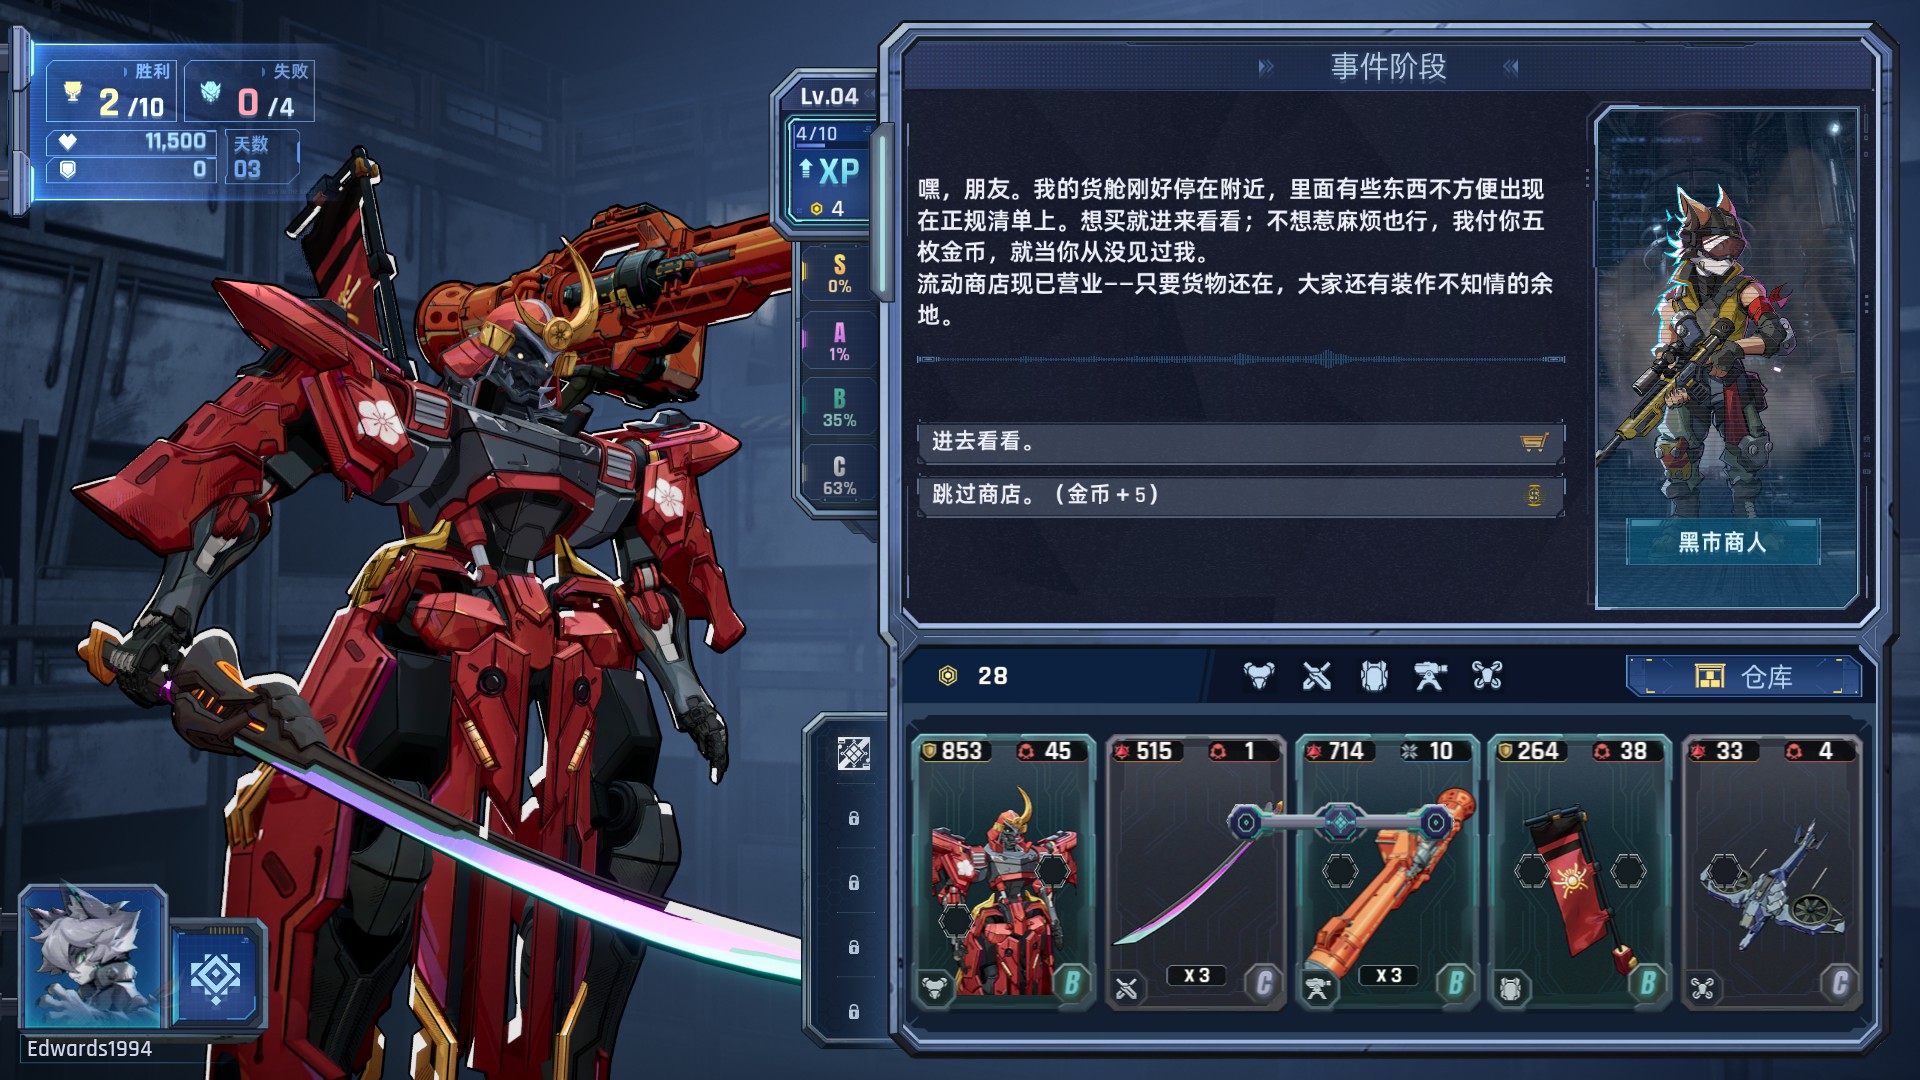 胜利
2/10
失败
0/4
11,500
0
天数
03
Lv.04
4/10
XP
4
S
0%
A
1%
B
35%
C
63%
事件阶段
嘿，朋友。我的货舱刚好停在附近，里面有些东西不方便出现
在正规清单上。想买就进来看看；不想惹麻烦也行，我付你五
枚金币，就当你从没见过我。
流动商店现已营业——只要货物还在，大家还有装作不知情的余
地。
进去看看。
跳过商店。（金币+5）
黑市商人
28
仓库
853
45
B
515
1
x3
C
714
10
x3
B
264
38
B
33
4
C
Edwards1994